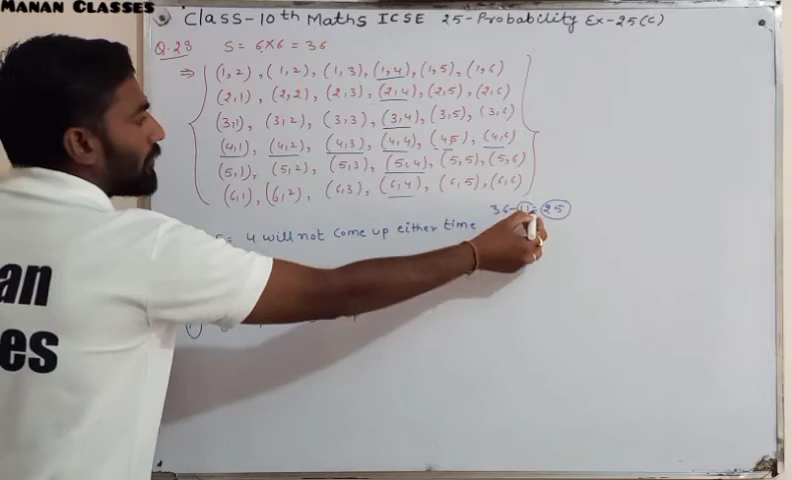 MANAN CLASSES
Class-10th Maths ICSE 25-Probability Ex-25(C)
Q.28 S= 6×6 = 36
⇒ (1,2), (1,2), (1,3), (1,4), (1,5), (1,6)
(2,1), (2,2), (2,3), (2,4), (2,5), (2,6)
(3,1), (3,2), (3,3), (3,4), (3,5), (3,6)
(4,1), (4,2), (4,3), (4,4), (4,5), (4,6)
(5,1), (5,2), (5,3), (5,4), (5,5), (5,6)
(6,1), (6,2), (6,3), (6,4), (6,5), (6,6)
36-11= 25
4 will not come up either time
an
es